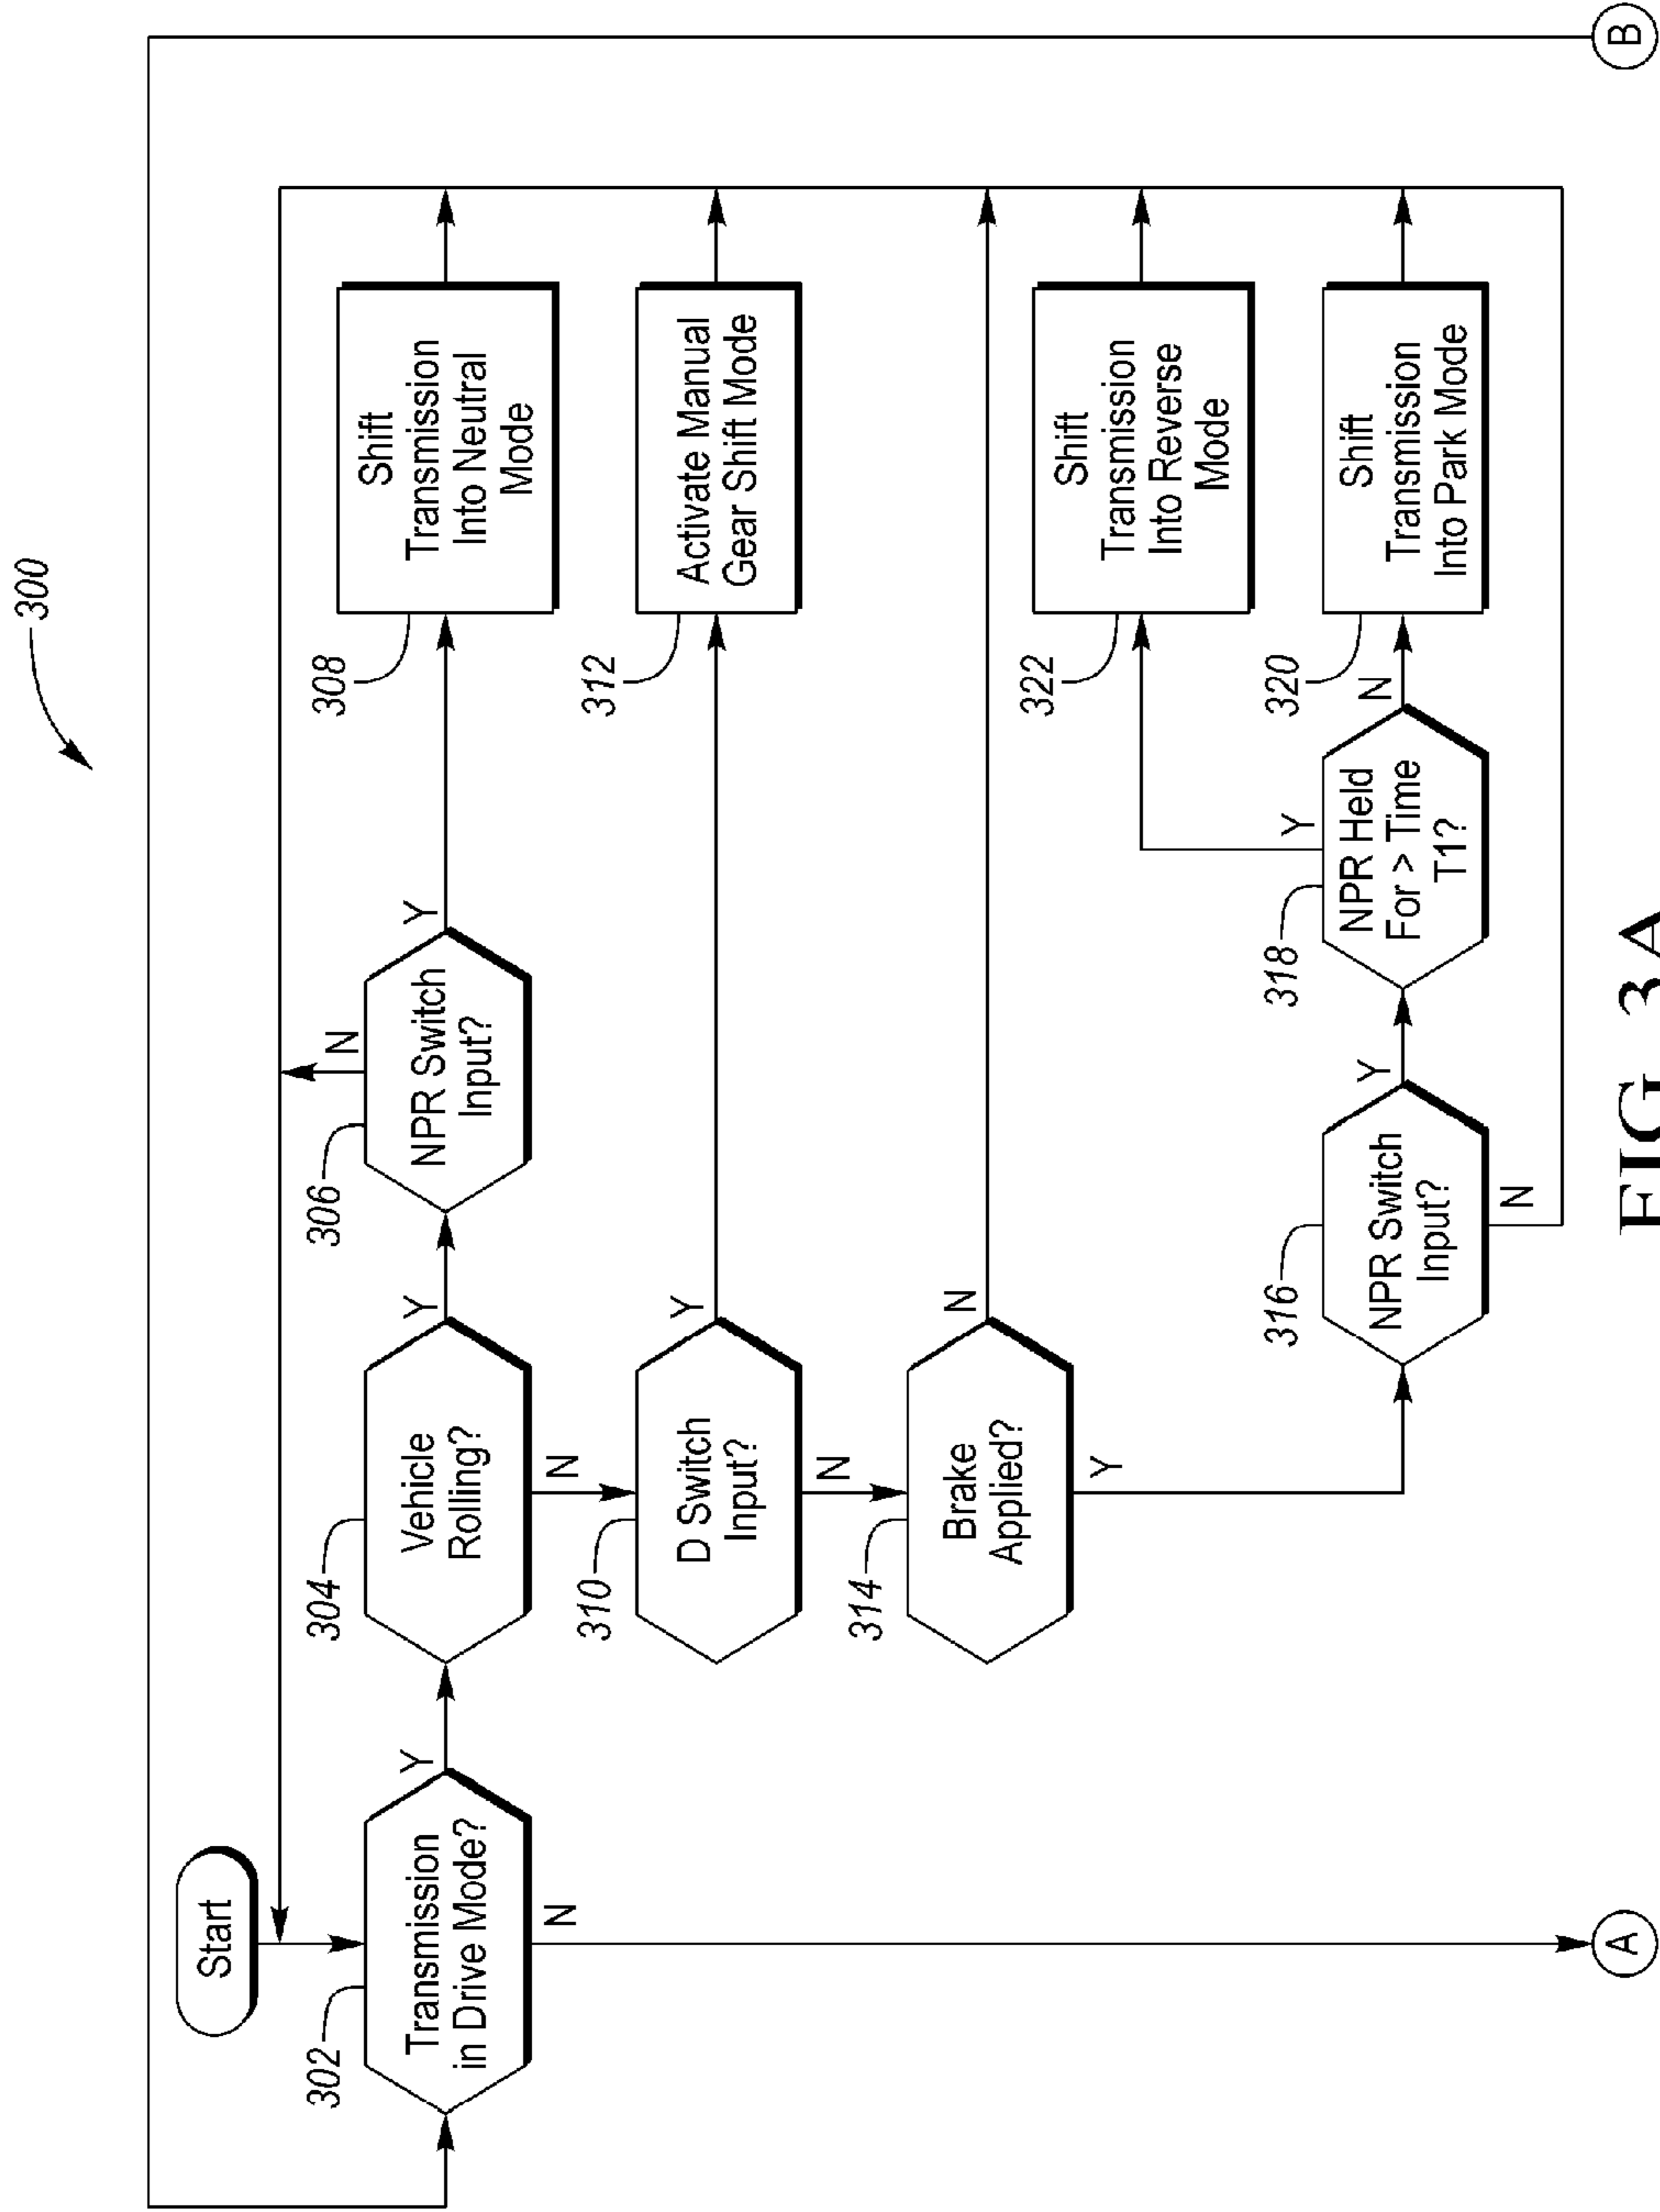 300
Start
302
Transmission
in Drive Mode?
Y
N
304
Vehicle
Rolling?
Y
N
306
NPR Switch
Input?
N
Y
308
Shift
Transmission
Into Neutral
Mode
310
D Switch
Input?
Y
N
312
Activate Manual
Gear Shift Mode
314
Brake
Applied?
N
Y
316
NPR Switch
Input?
Y
N
318
NPR Held
For > Time
T1?
Y
N
322
Shift
Transmission
Into Reverse
Mode
320
Shift
Transmission
Into Park Mode
A
B
FIG. 3A